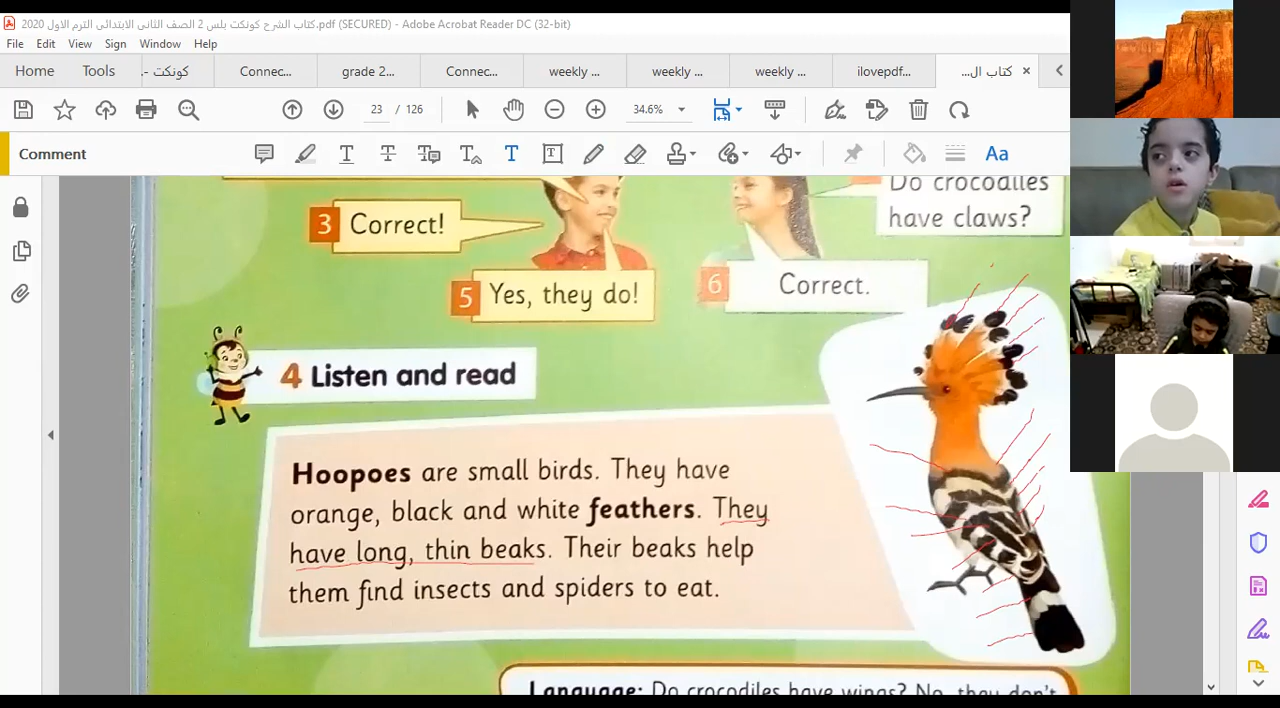 كتاب الشرح كونكت بلس 2 الصف الثانى الابتدائى الترم الاول 2020.pdf (SECURED) - Adobe Acrobat Reader DC (32-bit)
File Edit View Sign Window Help
Home Tools كونكت -.. Connec... grade 2... Connec... weekly ... weekly ... weekly ... ilovepdf... كتاب ال... ×
23 / 126 34.6%
Comment
Aa
Do crocodiles
have claws?
3 Correct!
5 Yes, they do!
6 Correct.
4 Listen and read
Hoopoes are small birds. They have
orange, black and white feathers. They
have long, thin beaks. Their beaks help
them find insects and spiders to eat.
Language: Do crocodiles have wings? No, they don't